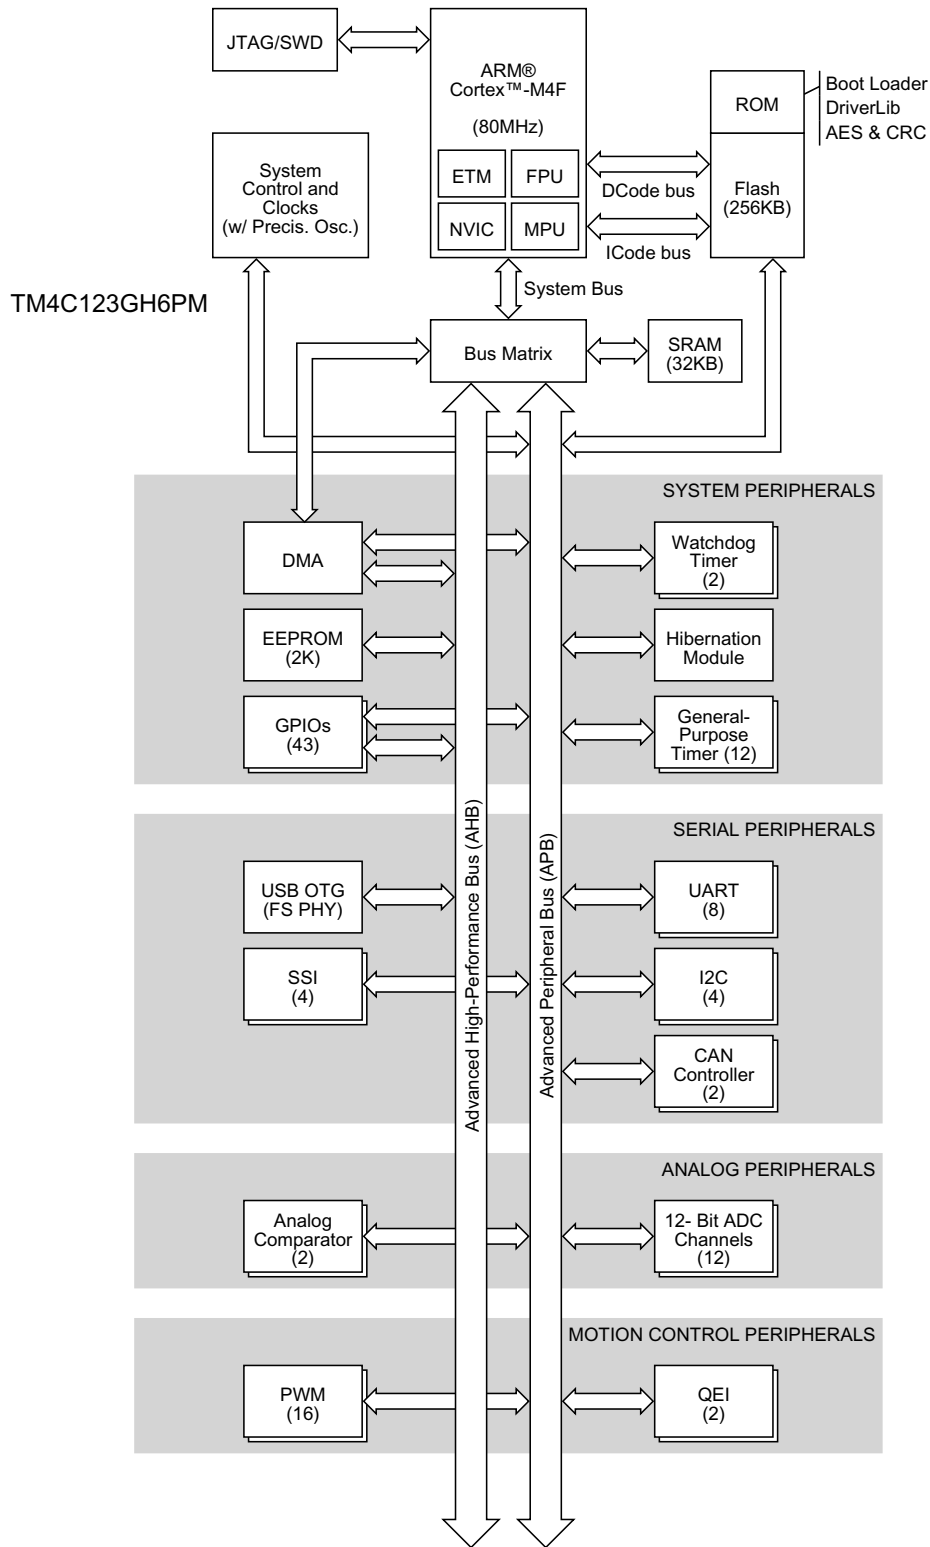 JTAG/SWD
ARM®
Cortex™-M4F
(80MHz)
ETM
FPU
NVIC
MPU
ROM
Boot Loader
DriverLib
AES & CRC
Flash
(256KB)
DCode bus
ICode bus
System
Control and
Clocks
(w/ Precis. Osc.)
TM4C123GH6PM
System Bus
Bus Matrix
SRAM
(32KB)
SYSTEM PERIPHERALS
DMA
Watchdog
Timer
(2)
EEPROM
(2K)
Hibernation
Module
GPIOs
(43)
General-
Purpose
Timer (12)
Advanced High-Performance Bus (AHB)
Advanced Peripheral Bus (APB)
SERIAL PERIPHERALS
USB OTG
(FS PHY)
UART
(8)
SSI
(4)
I2C
(4)
CAN
Controller
(2)
ANALOG PERIPHERALS
Analog
Comparator
(2)
12- Bit ADC
Channels
(12)
MOTION CONTROL PERIPHERALS
PWM
(16)
QEI
(2)